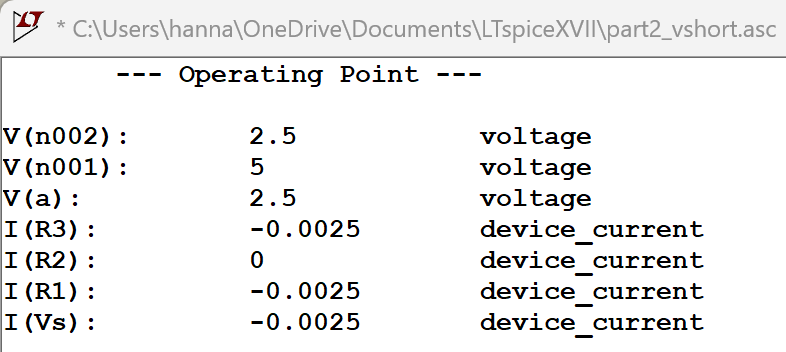 * C:\Users\hanna\OneDrive\Documents\LTspiceXVII\part2_vshort.asc
--- Operating Point ---
V(n002): 2.5 voltage
V(n001): 5 voltage
V(a): 2.5 voltage
I(R3): -0.0025 device_current
I(R2): 0 device_current
I(R1): -0.0025 device_current
I(Vs): -0.0025 device_current